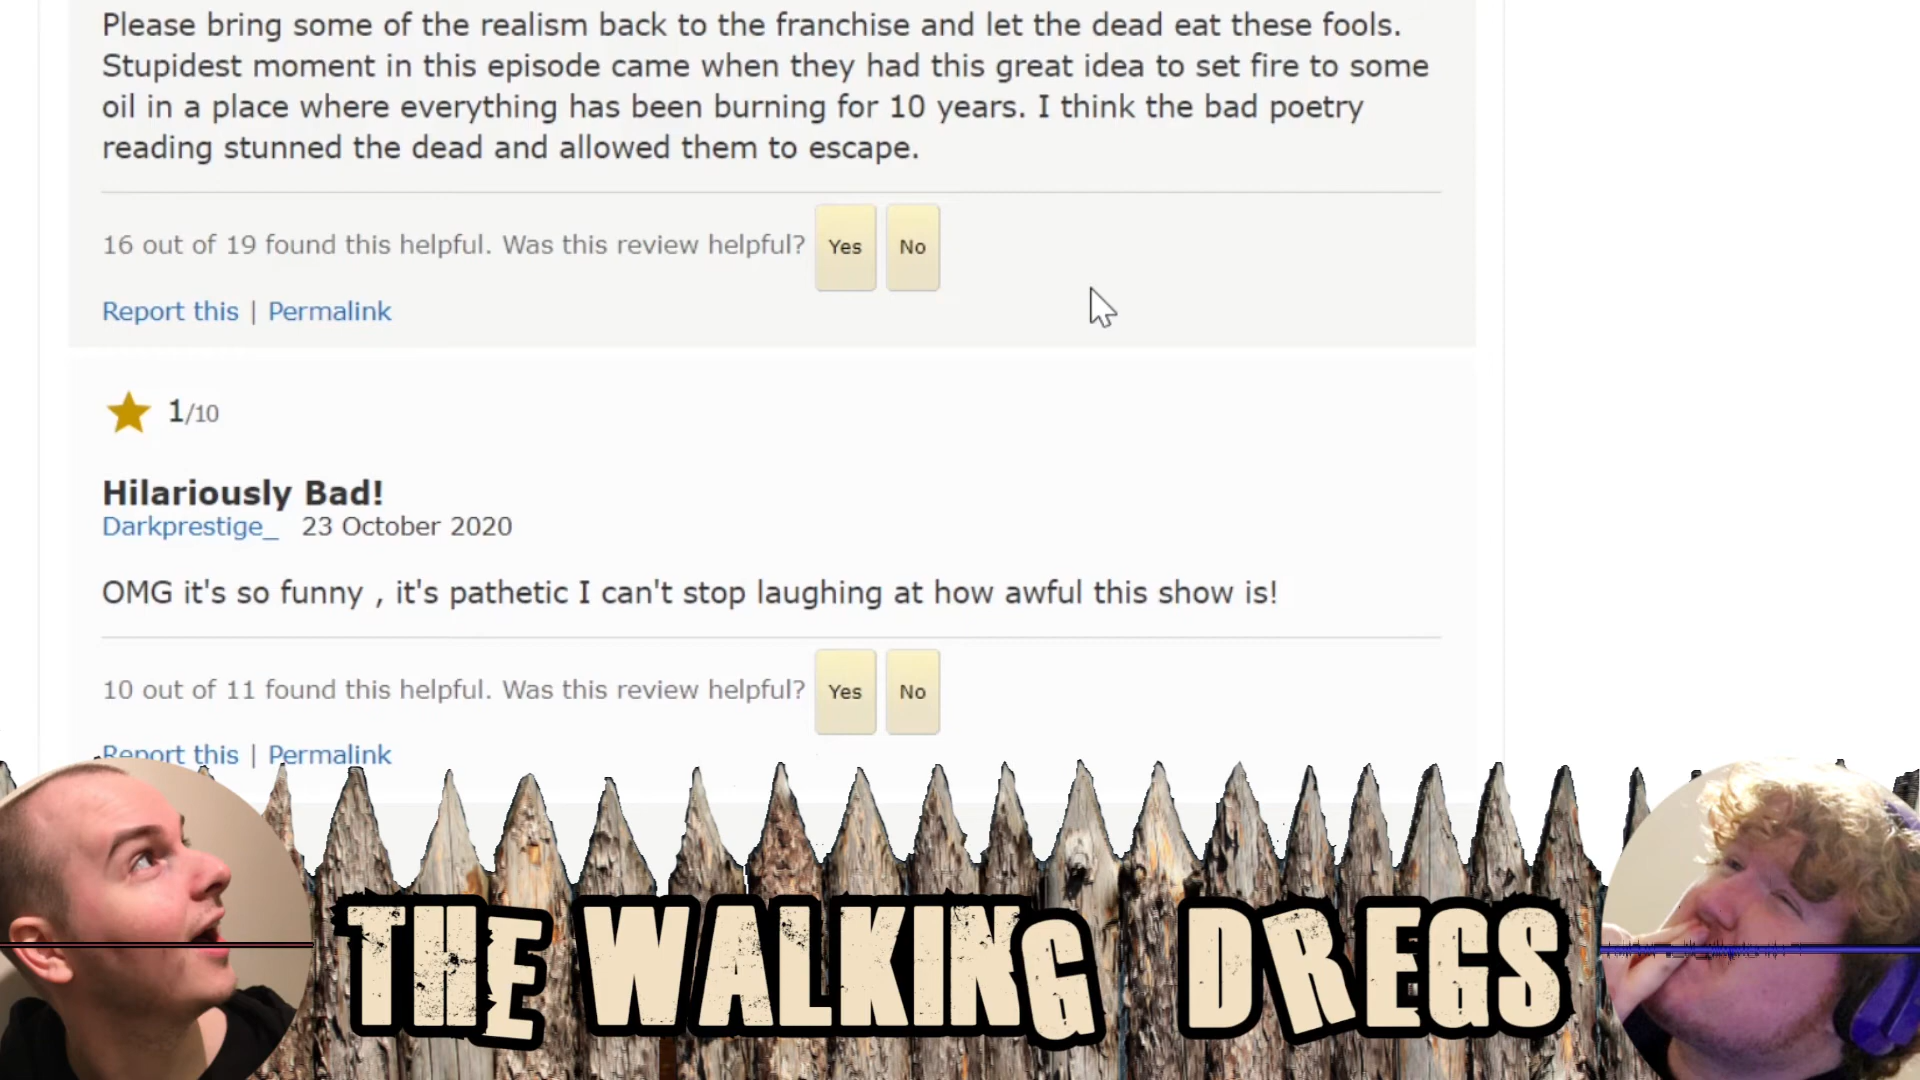 Please bring some of the realism back to the franchise and let the dead eat these fools.
Stupidest moment in this episode came when they had this great idea to set fire to some
oil in a place where everything has been burning for 10 years. I think the bad poetry
reading stunned the dead and allowed them to escape.
16 out of 19 found this helpful. Was this review helpful? Yes No
Report this | Permalink
1/10
Hilariously Bad!
Darkprestige_ 23 October 2020
OMG it's so funny , it's pathetic I can't stop laughing at how awful this show is!
10 out of 11 found this helpful. Was this review helpful? Yes No
Report this | Permalink
THE WALKING DREGS